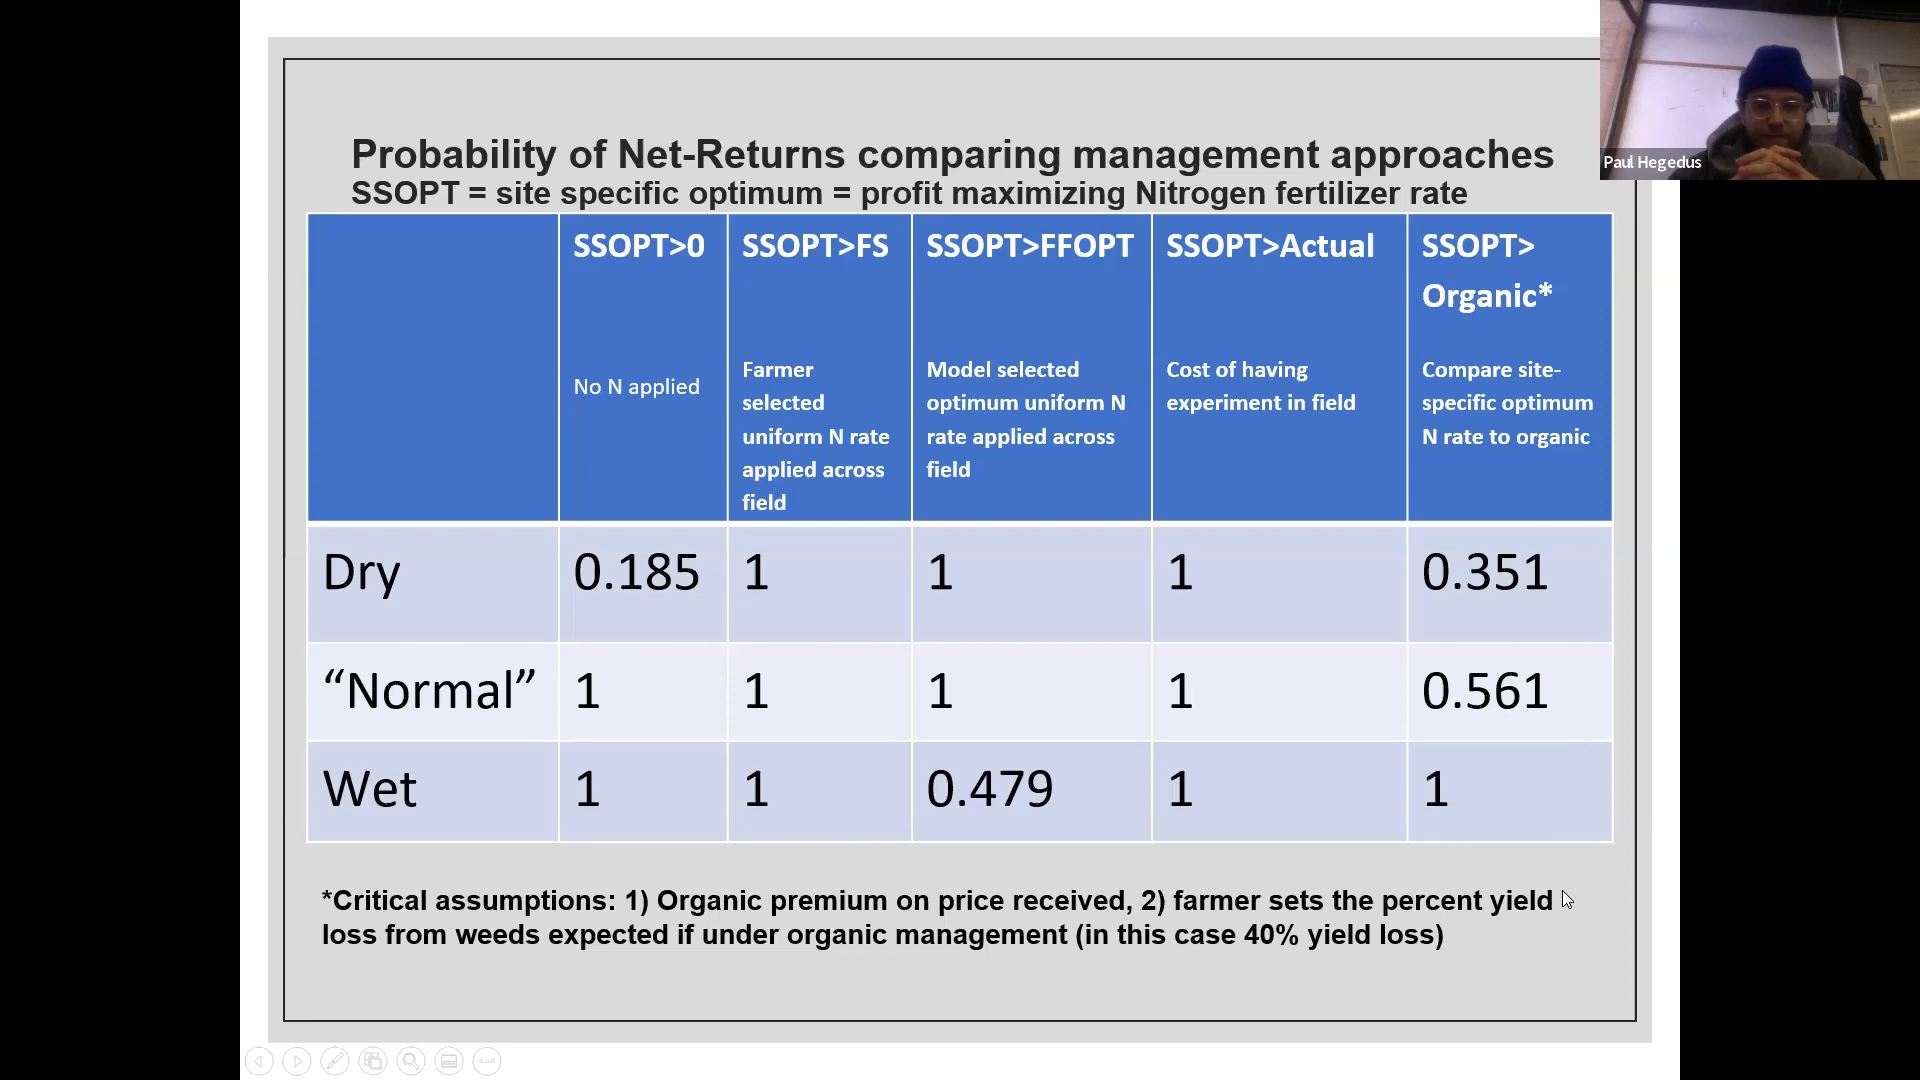 Probability of Net-Returns comparing management approaches
SSOPT = site specific optimum = profit maximizing Nitrogen fertilizer rate
Paul Hegedus
SSOPT>0
No N applied
SSOPT>FS
Farmer
selected
uniform N rate
applied across
field
SSOPT>FFOPT
Model selected
optimum uniform N
rate applied across
field
SSOPT>Actual
Cost of having
experiment in field
SSOPT>
Organic*
Compare site-
specific optimum
N rate to organic
Dry 0.185 1 1 1 0.351
“Normal” 1 1 1 1 0.561
Wet 1 1 0.479 1 1
*Critical assumptions: 1) Organic premium on price received, 2) farmer sets the percent yield
loss from weeds expected if under organic management (in this case 40% yield loss)